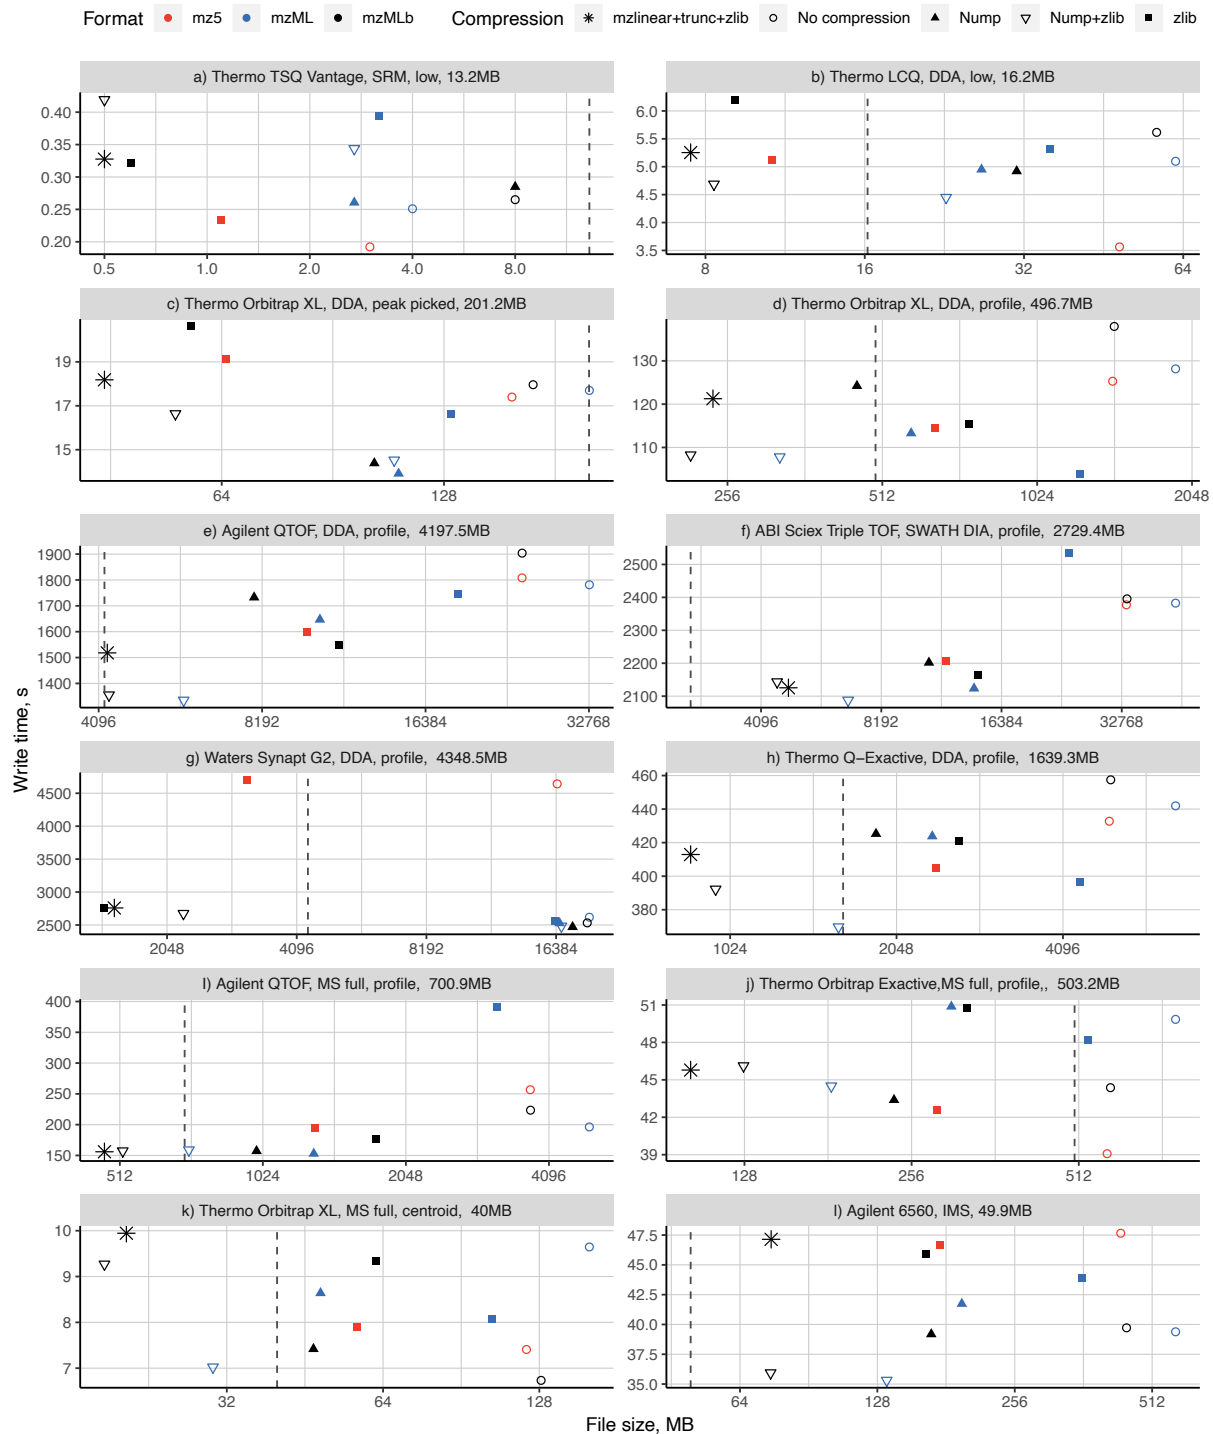 Format mz5 mzML mzMLb Compression mzlinear+trunc+zlib No compression Nump Nump+zlib zlib
a) Thermo TSQ Vantage, SRM, low, 13.2MB
0.40
0.35
0.30
0.25
0.20
0.5 1.0 2.0 4.0 8.0
b) Thermo LCQ, DDA, low, 16.2MB
6.0
5.5
5.0
4.5
4.0
3.5
8 16 32 64
c) Thermo Orbitrap XL, DDA, peak picked, 201.2MB
19
17
15
64 128
d) Thermo Orbitrap XL, DDA, profile, 496.7MB
130
120
110
256 512 1024 2048
e) Agilent QTOF, DDA, profile, 4197.5MB
1900
1800
1700
1600
1500
1400
4096 8192 16384 32768
f) ABI Sciex Triple TOF, SWATH DIA, profile, 2729.4MB
2500
2400
2300
2200
2100
4096 8192 16384 32768
g) Waters Synapt G2, DDA, profile, 4348.5MB
4500
4000
3500
3000
2500
2048 4096 8192 16384
h) Thermo Q−Exactive, DDA, profile, 1639.3MB
460
440
420
400
380
1024 2048 4096
I) Agilent QTOF, MS full, profile, 700.9MB
400
350
300
250
200
150
512 1024 2048 4096
j) Thermo Orbitrap Exactive,MS full, profile,, 503.2MB
51
48
45
42
39
128 256 512
k) Thermo Orbitrap XL, MS full, centroid, 40MB
10
9
8
7
32 64 128
l) Agilent 6560, IMS, 49.9MB
47.5
45.0
42.5
40.0
37.5
35.0
64 128 256 512
Write time, s
File size, MB